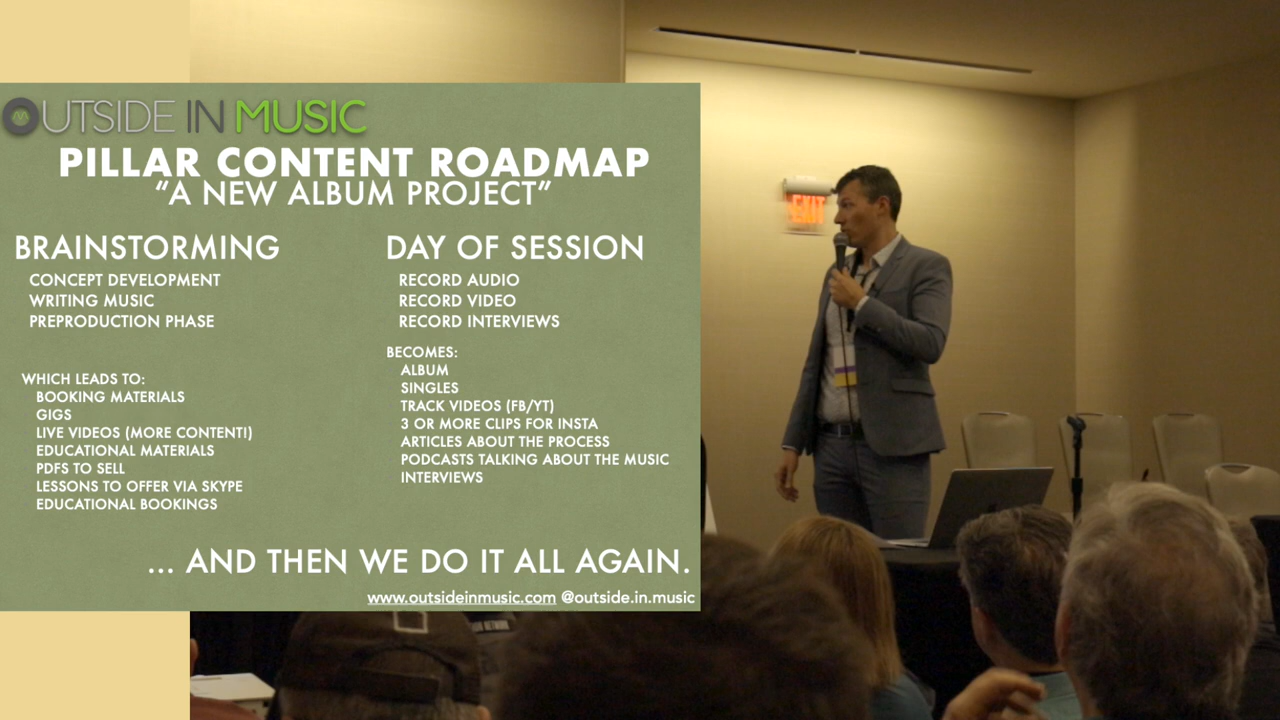 OUTSIDE IN MUSIC
PILLAR CONTENT ROADMAP
“A NEW ALBUM PROJECT”
BRAINSTORMING
CONCEPT DEVELOPMENT
WRITING MUSIC
PREPRODUCTION PHASE
WHICH LEADS TO:
BOOKING MATERIALS
GIGS
LIVE VIDEOS (MORE CONTENT!)
EDUCATIONAL MATERIALS
PDFS TO SELL
LESSONS TO OFFER VIA SKYPE
EDUCATIONAL BOOKINGS
DAY OF SESSION
RECORD AUDIO
RECORD VIDEO
RECORD INTERVIEWS
BECOMES:
ALBUM
SINGLES
TRACK VIDEOS (FB/YT)
3 OR MORE CLIPS FOR INSTA
ARTICLES ABOUT THE PROCESS
PODCASTS TALKING ABOUT THE MUSIC
INTERVIEWS
... AND THEN WE DO IT ALL AGAIN.
www.outsideinmusic.com @outside.in.music
EXIT
NETWORK